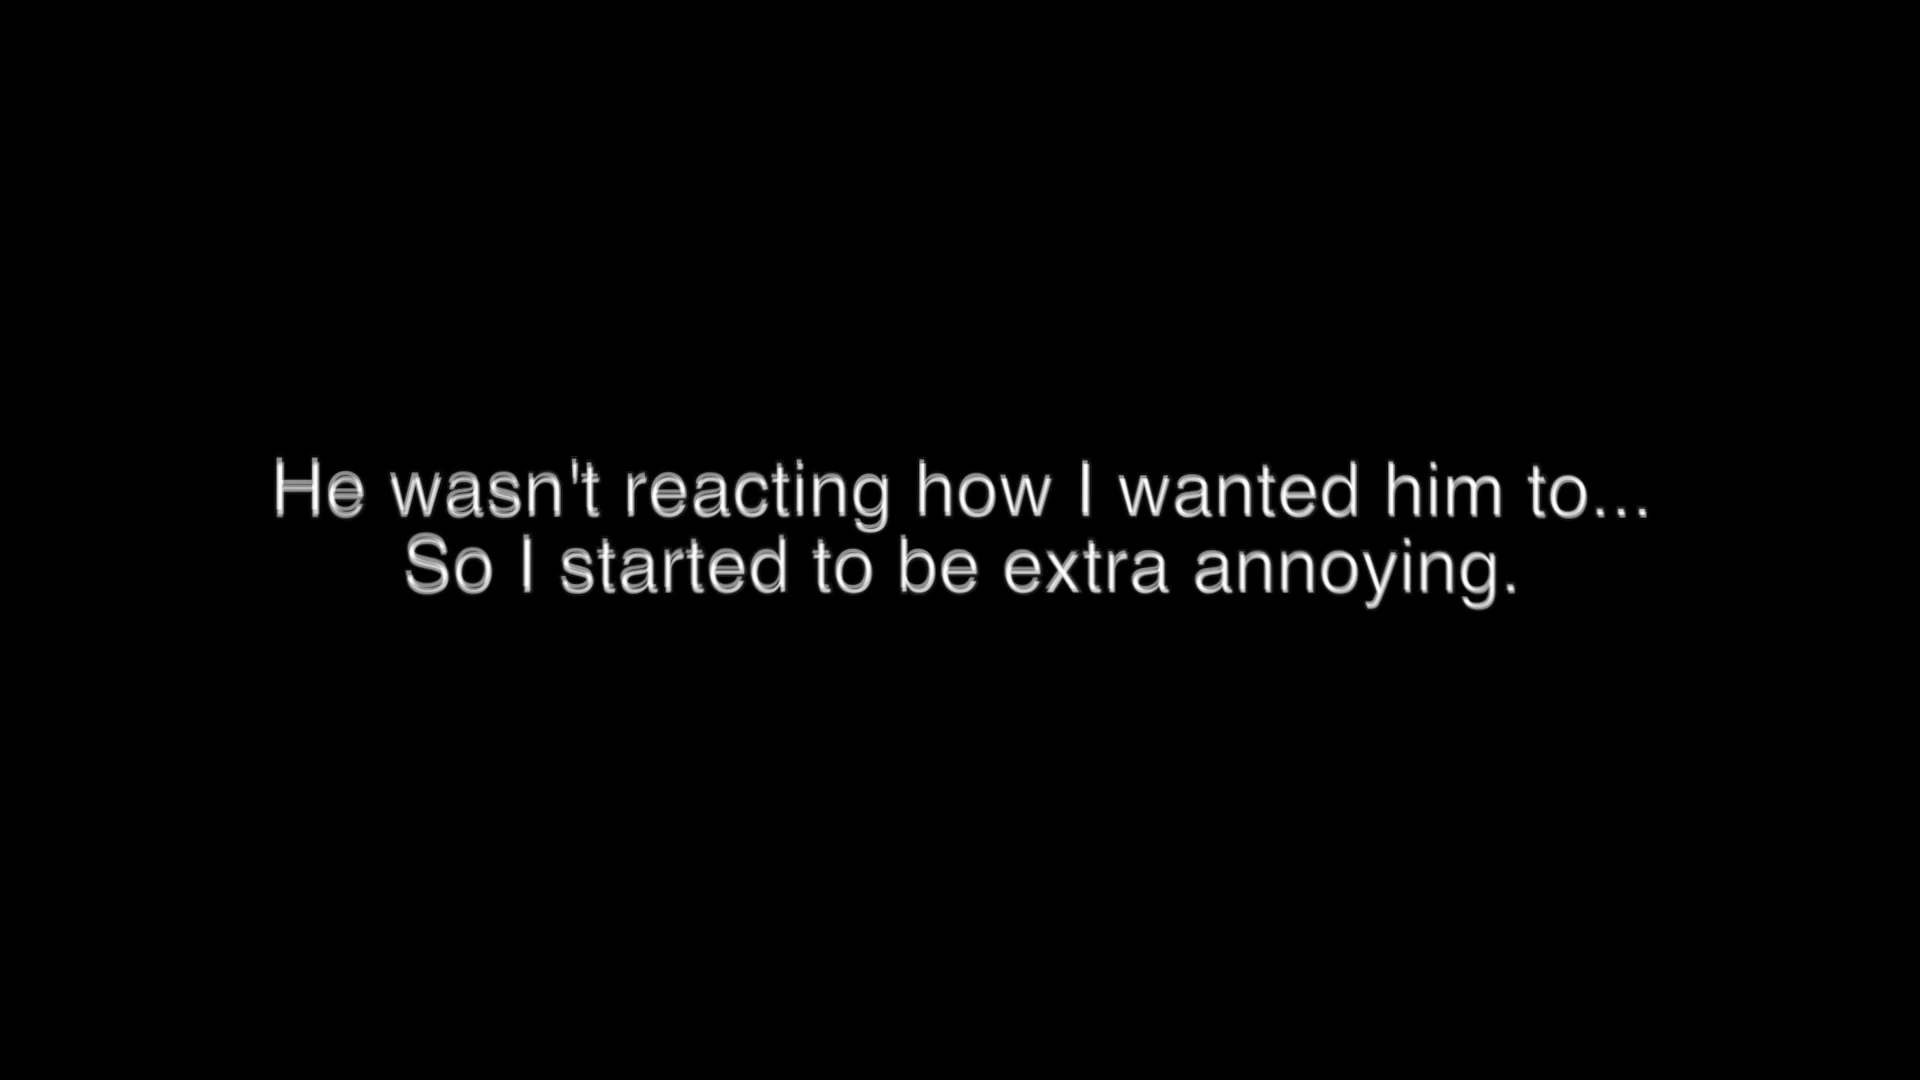 He wasn't reacting how I wanted him to...
So I started to be extra annoying.